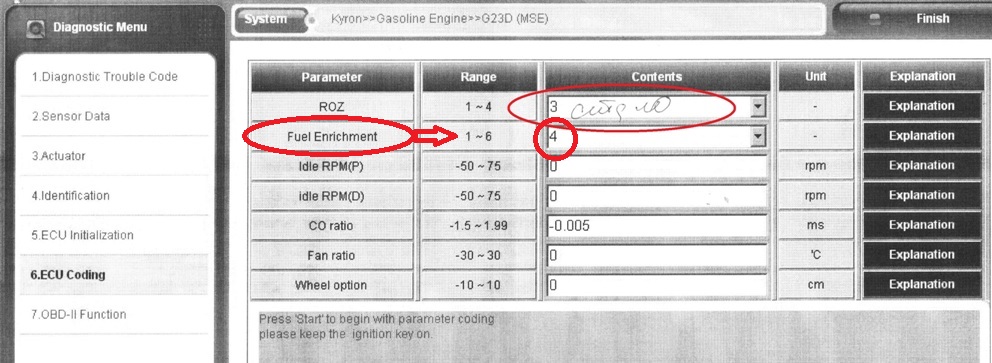 Diagnostic Menu
System Kyron>>Gasoline Engine>>G23D (MSE) Finish
1.Diagnostic Trouble Code
2.Sensor Data
3.Actuator
4.Identification
5.ECU Initialization
6.ECU Coding
7.OBD-II Function
Parameter Range Contents Unit Explanation
ROZ 1 ~ 4 3 - Explanation
Fuel Enrichment 1 ~ 6 4 - Explanation
Idle RPM(P) -50 ~ 75 0 rpm Explanation
idle RPM(D) -50 ~ 75 0 rpm Explanation
CO ratio -1.5 ~ 1.99 -0.005 ms Explanation
Fan ratio -30 ~ 30 0 °C Explanation
Wheel option -10 ~ 10 0 cm Explanation
Press 'Start' to begin with parameter coding
please keep the ignition key on.